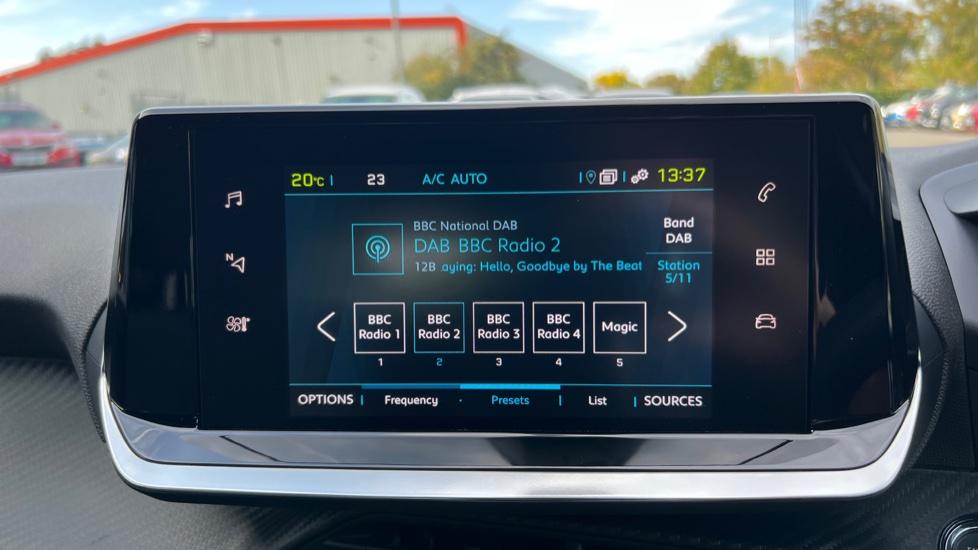 20°C 23 A/C AUTO 13:37
BBC National DAB
DAB BBC Radio 2
12B aying: Hello, Goodbye by The Beat
Band
DAB
Station
5/11
N
BBC
Radio 1
BBC
Radio 2
BBC
Radio 3
BBC
Radio 4
Magic
1 2 3 4 5
OPTIONS Frequency Presets List SOURCES